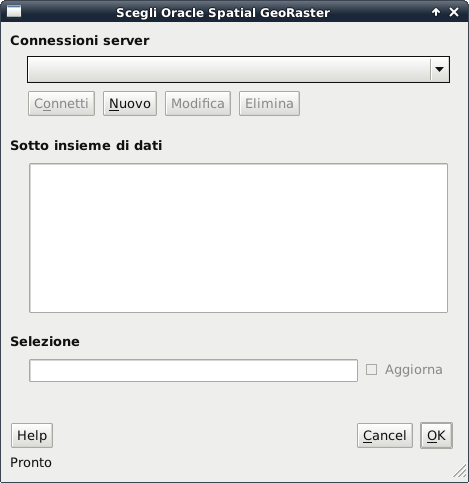 Scegli Oracle Spatial GeoRaster
Connessioni server
Connetti Nuovo Modifica Elimina
Sotto insieme di dati
Selezione
Aggiorna
Help Cancel OK
Pronto